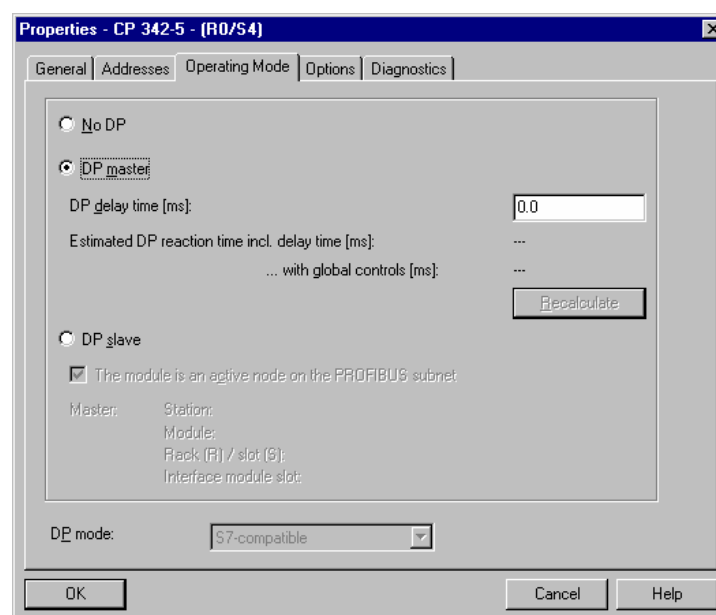 Properties - CP 342-5 - (R0/S4)
General Addresses Operating Mode Options Diagnostics
No DP
DP master
DP delay time [ms]: 0.0
Estimated DP reaction time incl. delay time [ms]: ---
... with global controls [ms]: ---
Recalculate
DP slave
The module is an active node on the PROFIBUS subnet
Master: Station:
Module:
Rack (R) / slot (S):
Interface module slot:
DP mode: S7-compatible
OK Cancel Help